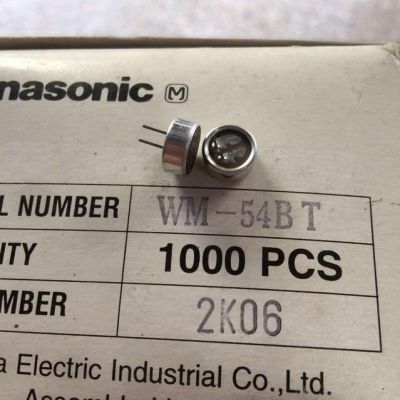 nasonic M
L NUMBER WM-54BT
ITY 1000 PCS
MBER 2K06
a Electric Industrial Co.,Ltd.